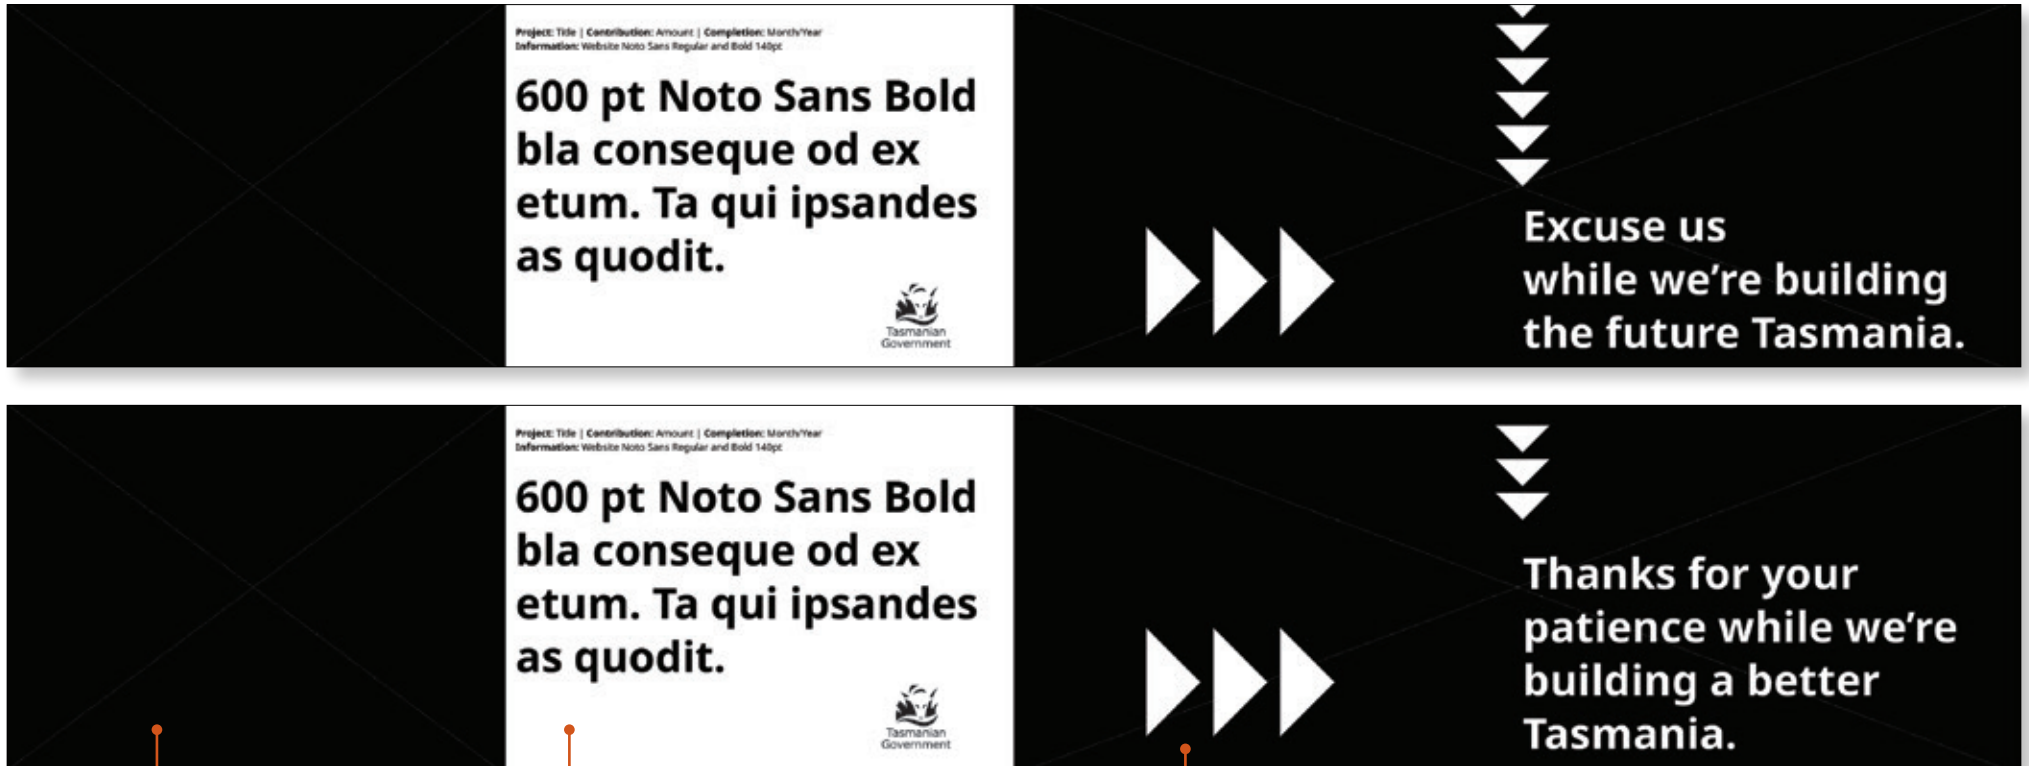 Project: Title | Contribution: Amount | Completion: Month/Year
Information: Website Noto Sans Regular and Bold 140pt
600 pt Noto Sans Bold
bla conseque od ex
etum. Ta qui ipsandes
as quodit.
Tasmanian
Government
Excuse us
while we're building
the future Tasmania.
Project: Title | Contribution: Amount | Completion: Month/Year
Information: Website Noto Sans Regular and Bold 140pt
600 pt Noto Sans Bold
bla conseque od ex
etum. Ta qui ipsandes
as quodit.
Tasmanian
Government
Thanks for your
patience while we're
building a better
Tasmania.